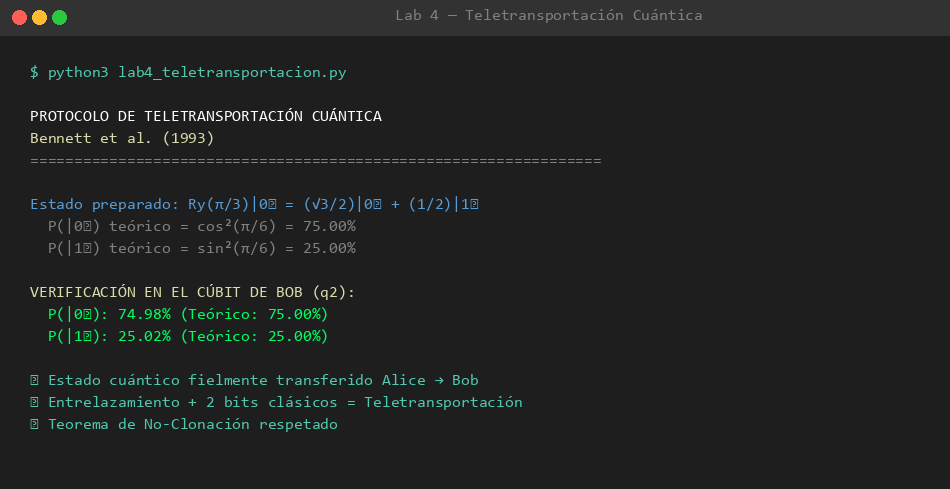 Lab 4 — Teletransportación Cuántica
$ python3 lab4_teletransportacion.py
PROTOCOLO DE TELETRANSPORTACIÓN CUÁNTICA
Bennett et al. (1993)
=================================================================
Estado preparado: Ry(π/3)|0⍰ = (√3/2)|0⍰ + (1/2)|1⍰
P(|0⍰) teórico = cos²(π/6) = 75.00%
P(|1⍰) teórico = sin²(π/6) = 25.00%
VERIFICACIÓN EN EL CÚBIT DE BOB (q2):
P(|0⍰): 74.98% (Teórico: 75.00%)
P(|1⍰): 25.02% (Teórico: 25.00%)
⍰ Estado cuántico fielmente transferido Alice → Bob
⍰ Entrelazamiento + 2 bits clásicos = Teletransportación
⍰ Teorema de No-Clonación respetado